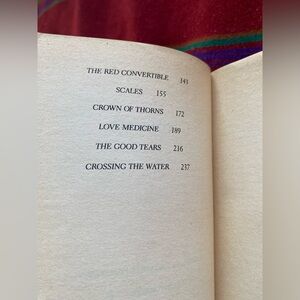 THE RED CONVERTIBLE 143
SCALES 155
CROWN OF THORNS 172
LOVE MEDICINE 189
THE GOOD TEARS 216
CROSSING THE WATER 237